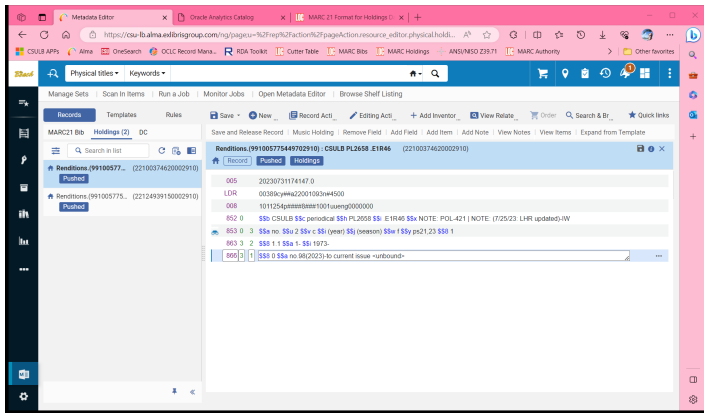 Metadata Editor
Oracle Analytics Catalog
MARC 21 Format for Holdings D
https://csu-lb.alma.exlibrisgroup.com/ng/page;u=%2Frep%2Faction%2FpageAction.resource_editor.physical.holdi...
CSULB APPs Alma OneSearch OCLC Record Mana... RDA Toolkit Cutter Table MARC Bibs MARC Holdings ANSI/NISO Z39.71 MARC Authority Other favorites
Physical titles Keywords
Manage Sets Scan In Items Run a Job Monitor Jobs Open Metadata Editor Browse Shelf Listing
Records Templates Rules
Save New ... Record Acti... Editing Acti... Add Inventor... View Relate... Order Search & Br... Quick links
MARC21 Bib Holdings (2) DC
Save and Release Record Music Holding Remove Field Add Field Add Item Add Note View Notes View Items Expand from Template
Search in list
Renditions.(991005775449702910) : CSULB PL2658 .E1946 (22100374620002910)
Record Pushed Holdings
Renditions.(99100577... (22100374620002910)
Pushed
Renditions.(991005775... (22124939150002910)
Pushed
005 20230731174147.0
LDR 00389cy##a22001093n#4500
008 1011254p####8###1001uueng0000000
852 0 $$b CSULB $$c periodical $$h PL2658 $$i .E1946 $$x NOTE: POL-421 | NOTE: (7/25/23: LHR updated)-IW
853 0 3 $$a no. $$u 2 $$v c $$i (year) $$j (season) $$w f $$y ps21,23 $$8 1
863 3 2 $$8 1.1 $$a 1- $$i 1973-
866 3 1 $$8 0 $$a no.98(2023)-to current issue <unbound>